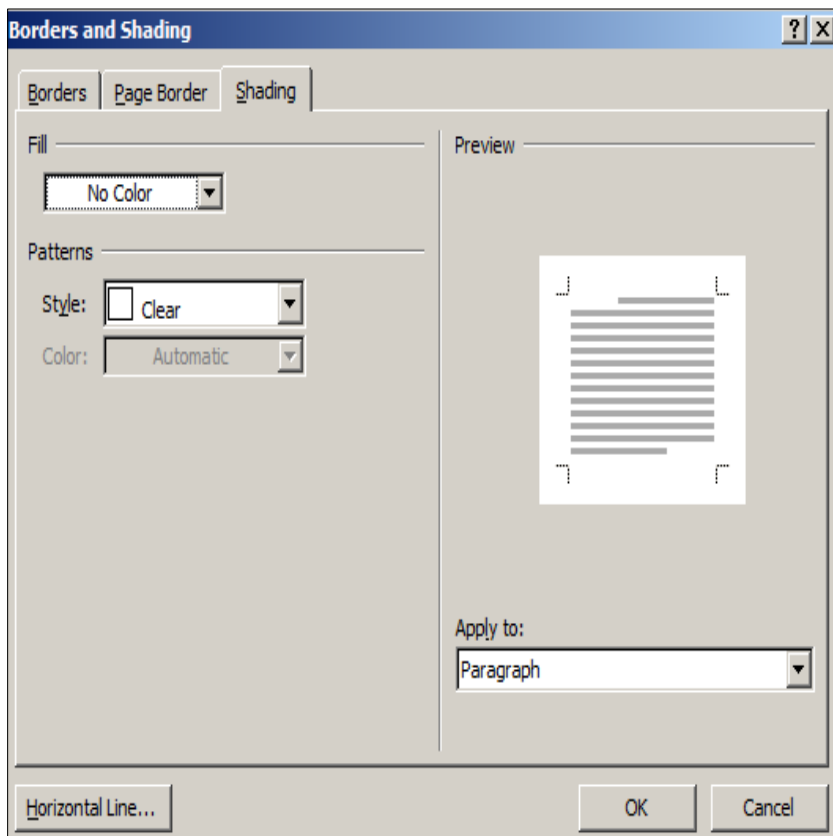 Borders and Shading
Borders Page Border Shading
Fill
No Color
Patterns
Style: Clear
Color: Automatic
Preview
Apply to:
Paragraph
Horizontal Line... OK Cancel